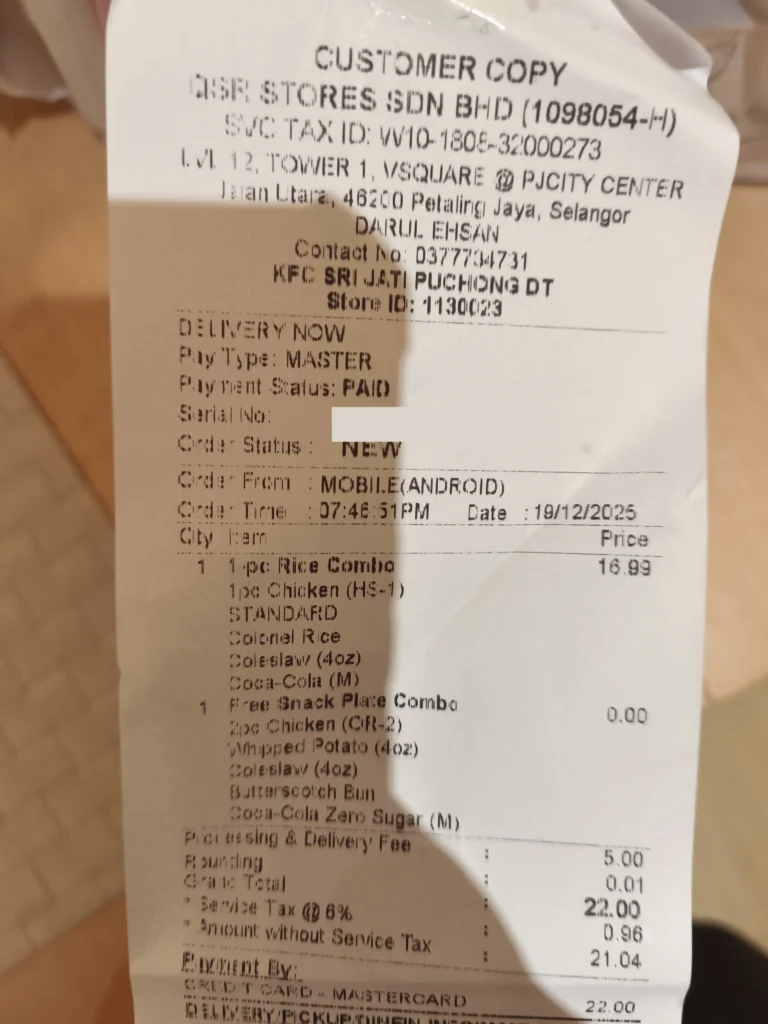 CUSTOMER COPY
QSR STORES SDN BHD (1098054-H)
SVC TAX ID: W10-1808-32000273
LVL 12, TOWER 1, VSQUARE @ PJCITY CENTER
Jalan Utara, 46200 Petaling Jaya, Selangor
DARUL EHSAN
Contact No: 0377734731
KFC SRI JATI PUCHONG DT
Store ID: 1130023
DELIVERY NOW
Pay Type: MASTER
Payment Status: PAID
Serial No:
Order Status : NEW
Order From : MOBILE(ANDROID)
Order Time : 07:46:51PM Date : 19/12/2025
Qty Item Price
1 1-pc Rice Combo 16.99
1pc Chicken (HS-1)
STANDARD
Colonel Rice
Coleslaw (4oz)
Coca-Cola (M)
1 Free Snack Plate Combo 0.00
2pc Chicken (OR-2)
Whipped Potato (4oz)
Coleslaw (4oz)
Butterscotch Bun
Coca-Cola Zero Sugar (M)
Processing & Delivery Fee : 5.00
Rounding : 0.01
Grand Total : 22.00
* Service Tax @ 6% : 0.96
* Amount without Service Tax : 21.04
Payment By:
CREDIT CARD - MASTERCARD 22.00
DELIVERY/PICKUP/DINEIN